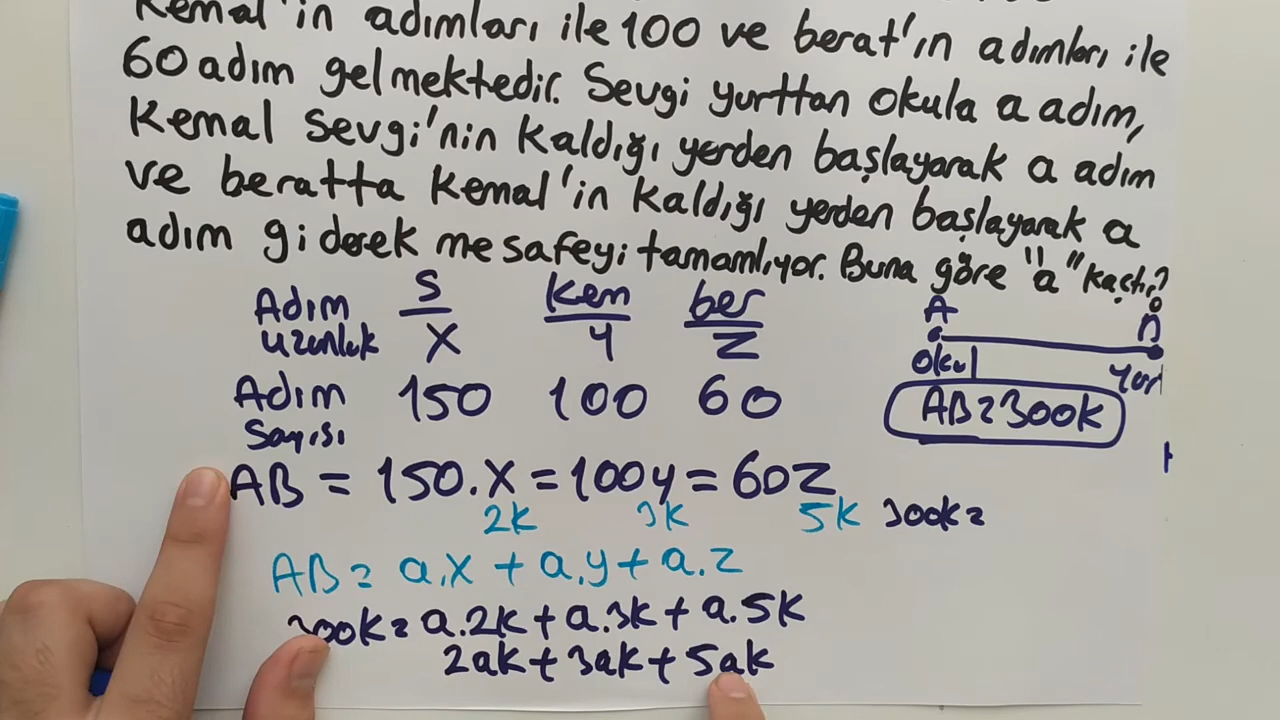 Kemal'in adımları ile 100 ve berat'ın adımları ile
60 adım gelmektedir. Sevgi yurttan okula a adım,
Kemal Sevgi'nin Kaldığı yerden başlayarak a adım
ve beratta Kemal'in Kaldığı yerden başlayarak a
adım giderek mesafeyi tamamlıyor. Buna göre "a" kaçtır?
Adım uzunluk S/X Kem/y ber/Z
Adım Sayısı 150 100 60
A B
Okul Yurt
AB=300k
AB = 150.X = 100y = 60Z
2k 3k 5k 300k=
AB= a.x + a.y + a.z
300k= a.2k + a.3k + a.5k
2ak + 3ak + 5ak